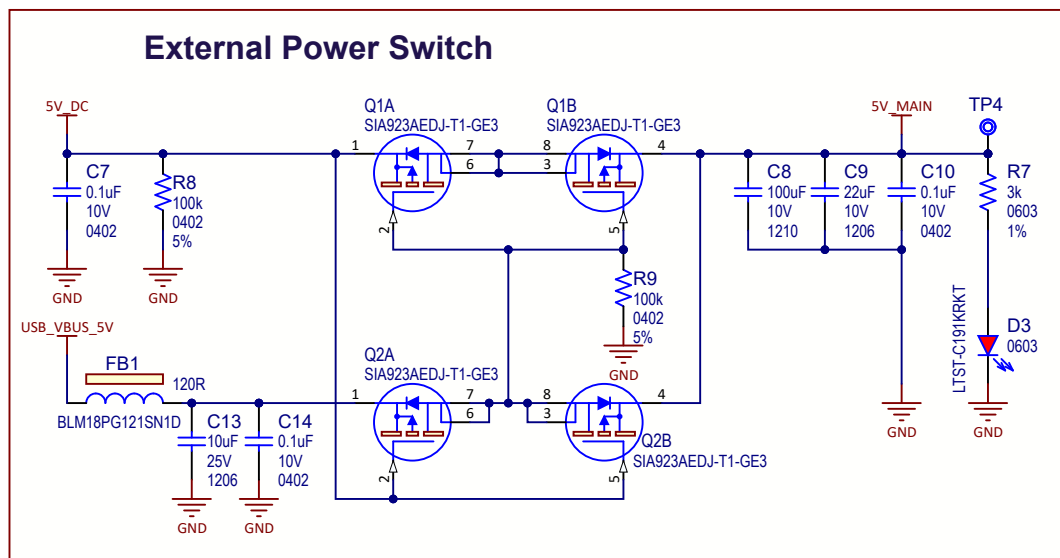 External Power Switch
5V_DC
C7
0.1uF
10V
0402
GND
R8
100k
0402
5%
GND
Q1A
SIA923AEDJ-T1-GE3
1
7
6
2
Q1B
SIA923AEDJ-T1-GE3
8
3
4
5
R9
100k
0402
5%
GND
5V_MAIN
TP4
C8
100uF
10V
1210
C9
22uF
10V
1206
C10
0.1uF
10V
0402
GND
R7
3k
0603
1%
LTST-C191KRKT
D3
0603
GND
USB_VBUS_5V
FB1
120R
BLM18PG121SN1D
C13
10uF
25V
1206
GND
C14
0.1uF
10V
0402
GND
Q2A
SIA923AEDJ-T1-GE3
1
7
6
2
8
3
4
5
Q2B
SIA923AEDJ-T1-GE3